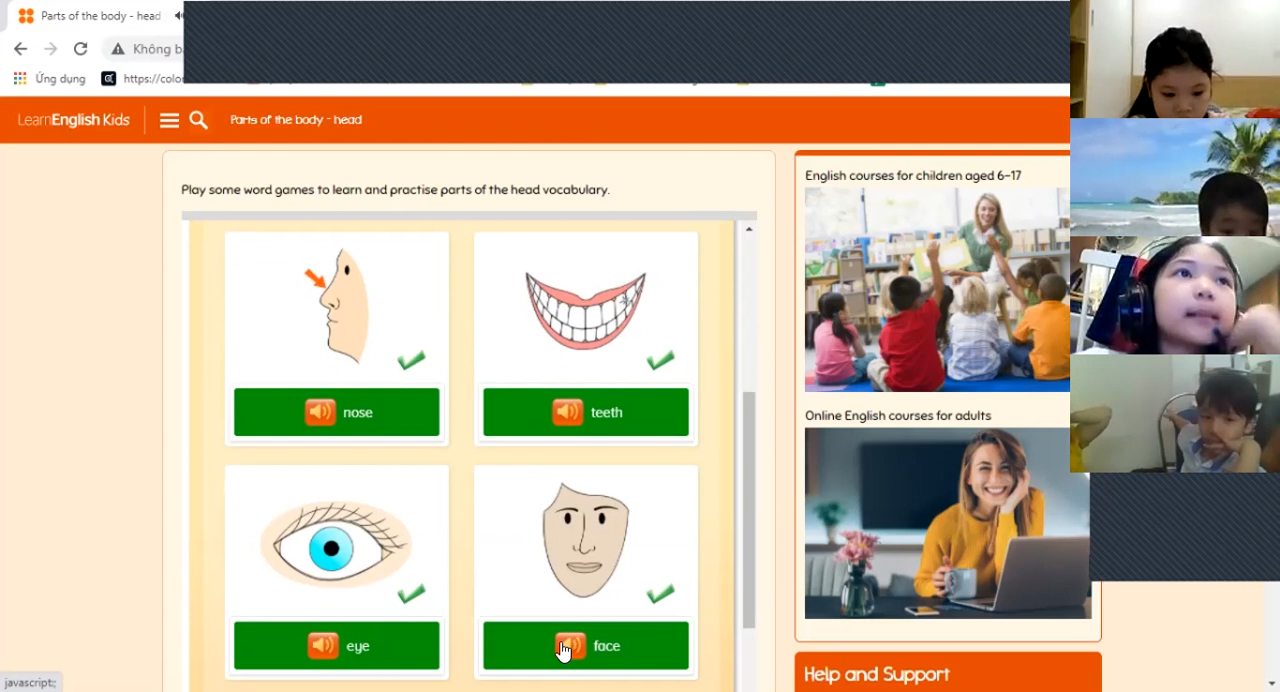 Parts of the body - head
Không b
Ứng dụng
https://color
LearnEnglish Kids
Parts of the body - head
Play some word games to learn and practise parts of the head vocabulary.
nose
teeth
eye
face
English courses for children aged 6-17
Online English courses for adults
Help and Support
javascript:;